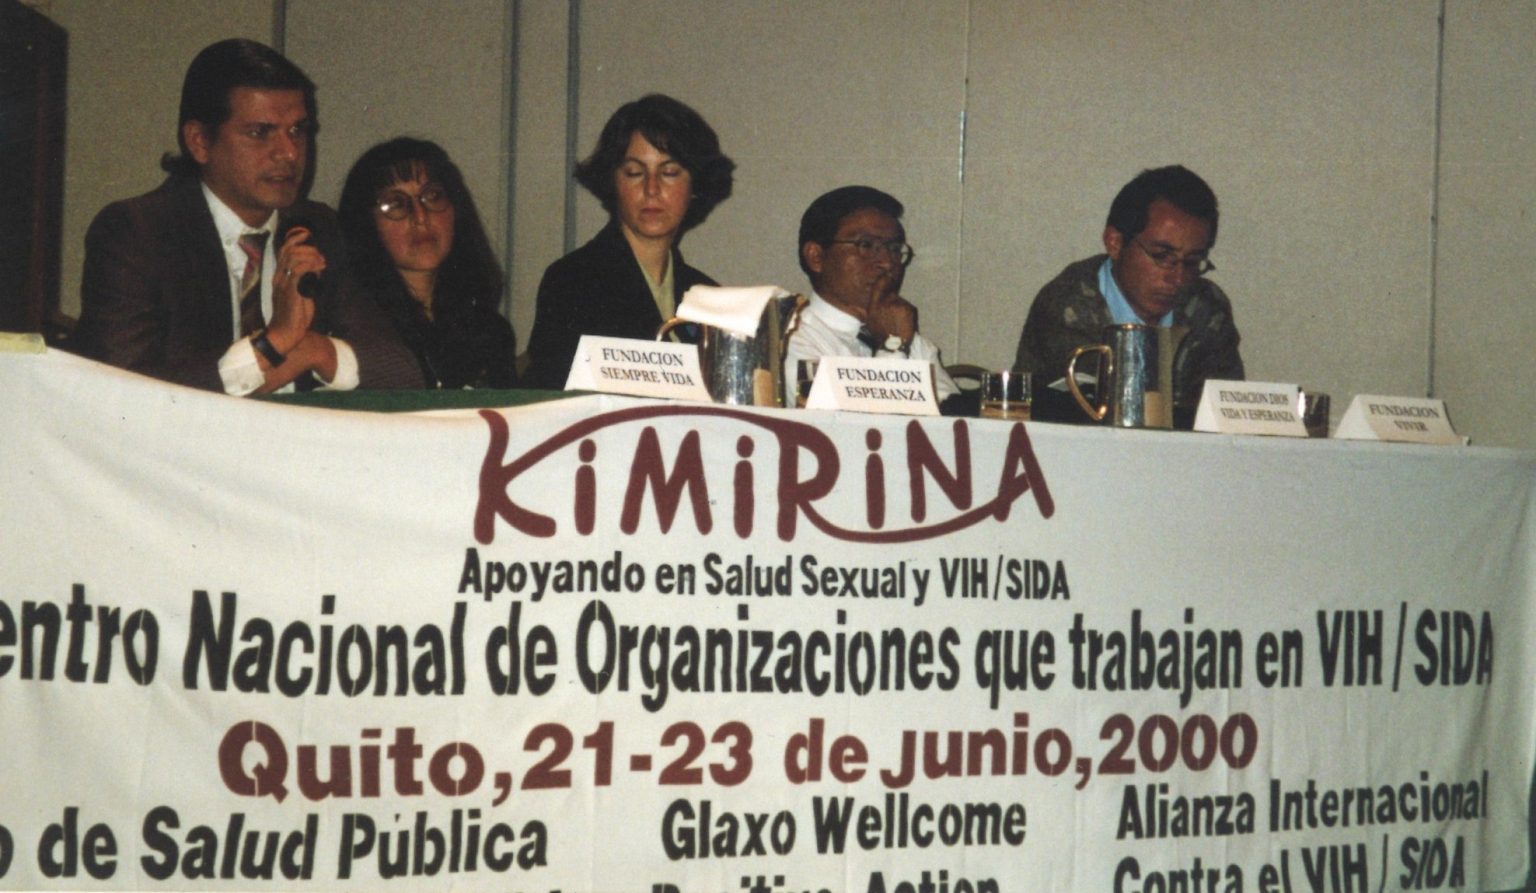 FUNDACION
SIEMPRE VIDA
FUNDACION
ESPERANZA
FUNDACION DIOS
VIDA Y ESPERANZA
FUNDACION
VIVIR
KiMiRiNA
Apoyando en Salud Sexual y VIH/SIDA
entro Nacional de Organizaciones que trabajan en VIH/SIDA
Quito, 21-23 de junio, 2000
o de Salud Pública
Glaxo Wellcome
Positive Action
Alianza Internacional
Contra el VIH/SIDA